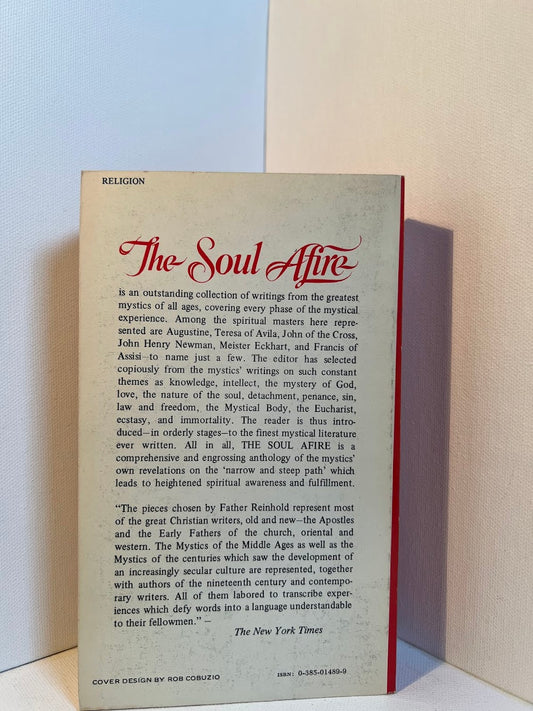 RELIGION
The Soul Afire
is an outstanding collection of writings from the greatest
mystics of all ages, covering every phase of the mystical
experience. Among the spiritual masters here repre-
sented are Augustine, Teresa of Avila, John of the Cross,
John Henry Newman, Meister Eckhart, and Francis of
Assisi—to name just a few. The editor has selected
copiously from the mystics' writings on such constant
themes as knowledge, intellect, the mystery of God,
love, the nature of the soul, detachment, penance, sin,
law and freedom, the Mystical Body, the Eucharist,
ecstasy, and immortality. The reader is thus intro-
duced—in orderly stages—to the finest mystical literature
ever written. All in all, THE SOUL AFIRE is a
comprehensive and engrossing anthology of the mystics'
own revelations on the 'narrow and steep path' which
leads to heightened spiritual awareness and fulfillment.
"The pieces chosen by Father Reinhold represent most
of the great Christian writers, old and new—the Apostles
and the Early Fathers of the church, oriental and
western. The Mystics of the Middle Ages as well as the
Mystics of the centuries which saw the development of
an increasingly secular culture are represented, together
with authors of the nineteenth century and contempo-
rary writers. All of them labored to transcribe exper-
iences which defy words into a language understandable
to their fellowmen." —
The New York Times
COVER DESIGN BY ROB COBUZIO
ISBN: 0-385-01489-9